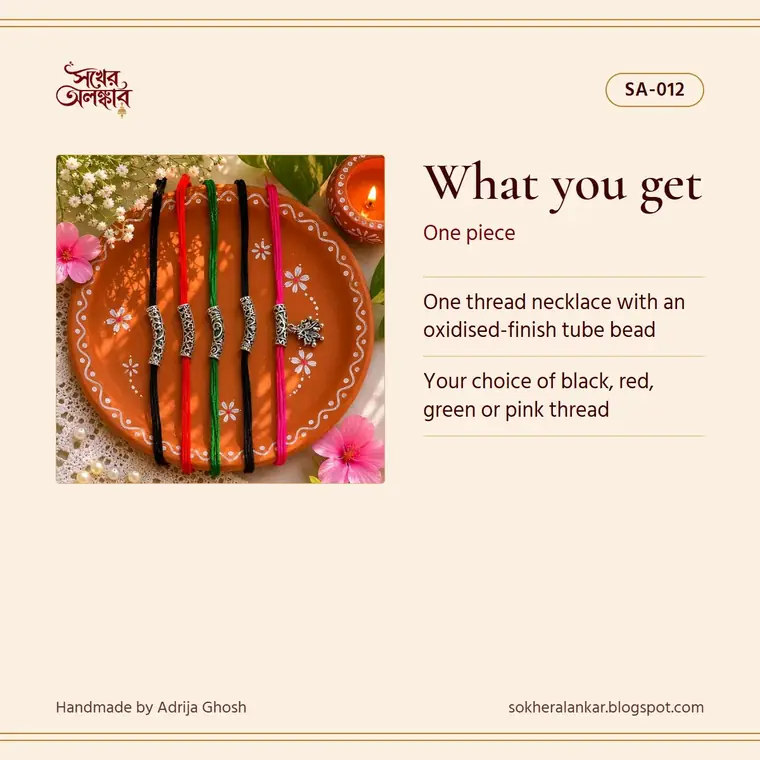 সখের
অলঙ্কার
SA-012
What you get
One piece
One thread necklace with an
oxidised-finish tube bead
Your choice of black, red,
green or pink thread
Handmade by Adrija Ghosh
sokheralankar.blogspot.com